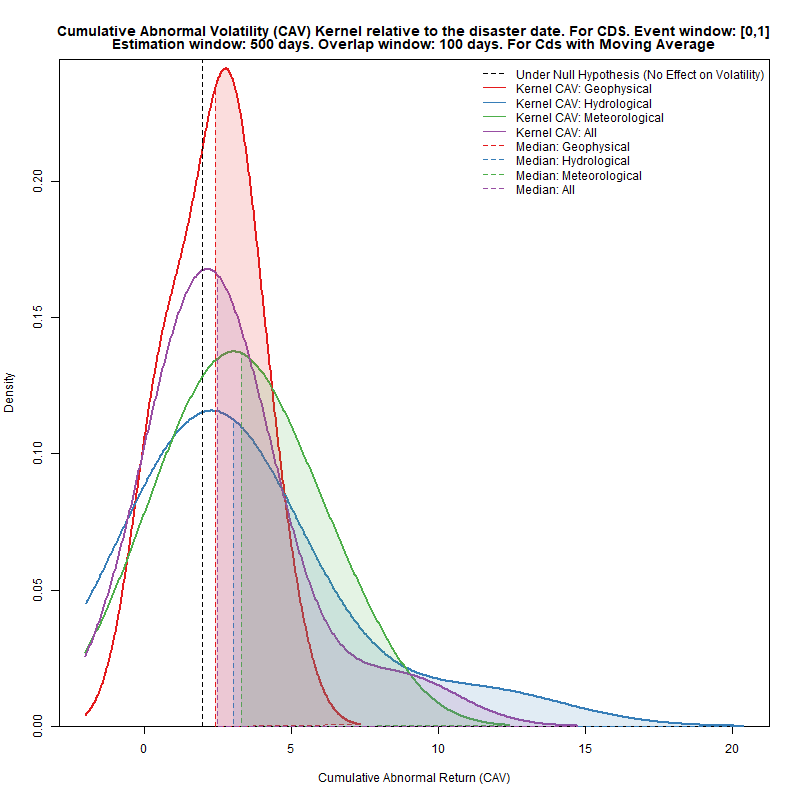 Cumulative Abnormal Volatility (CAV) Kernel relative to the disaster date. For CDS. Event window: [0,1]
Estimation window: 500 days. Overlap window: 100 days. For Cds with Moving Average
Under Null Hypothesis (No Effect on Volatility)
Kernel CAV: Geophysical
Kernel CAV: Hydrological
Kernel CAV: Meteorological
Kernel CAV: All
Median: Geophysical
Median: Hydrological
Median: Meteorological
Median: All
Density
0.20
0.15
0.10
0.05
0.00
0 5 10 15 20
Cumulative Abnormal Return (CAV)